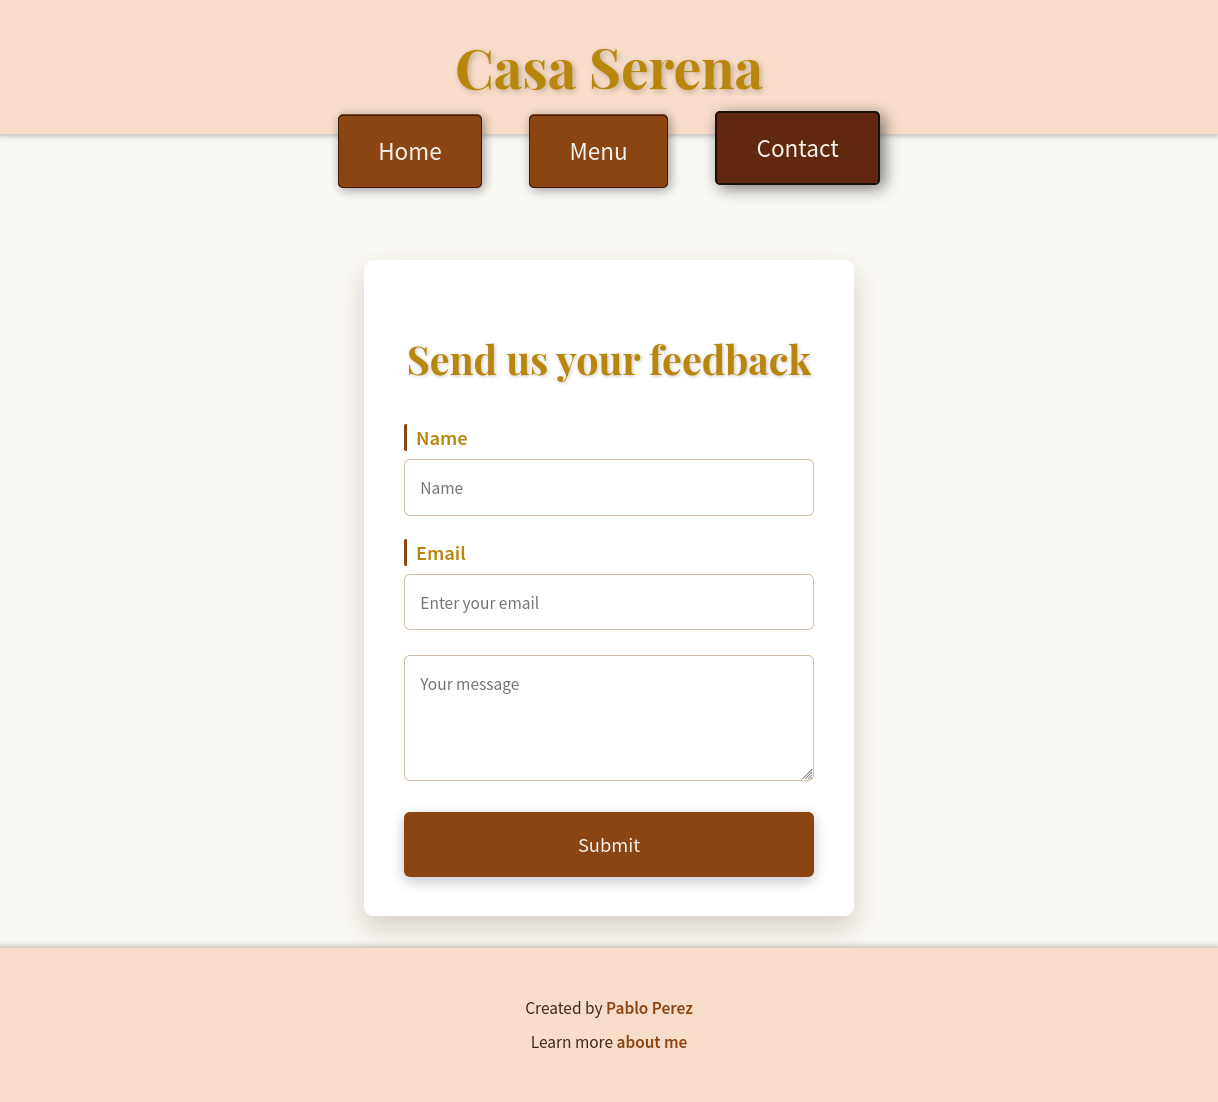 Casa Serena
Home Menu Contact
Send us your feedback
Name
Name
Email
Enter your email
Your message
Submit
Created by Pablo Perez
Learn more about me